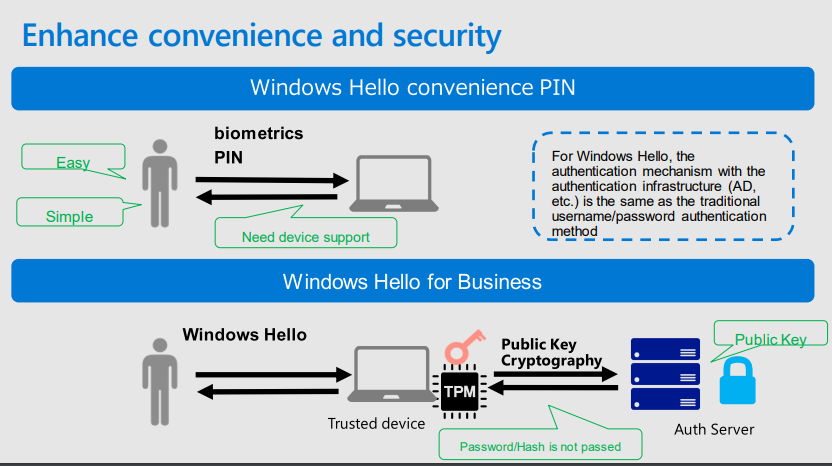 Enhance convenience and security
Windows Hello convenience PIN
biometrics
PIN
Easy
Simple
Need device support
For Windows Hello, the
authentication mechanism with the
authentication infrastructure (AD,
etc.) is the same as the traditional
username/password authentication
method
Windows Hello for Business
Windows Hello
Trusted device
TPM
Public Key
Cryptography
Password/Hash is not passed
Public Key
Auth Server